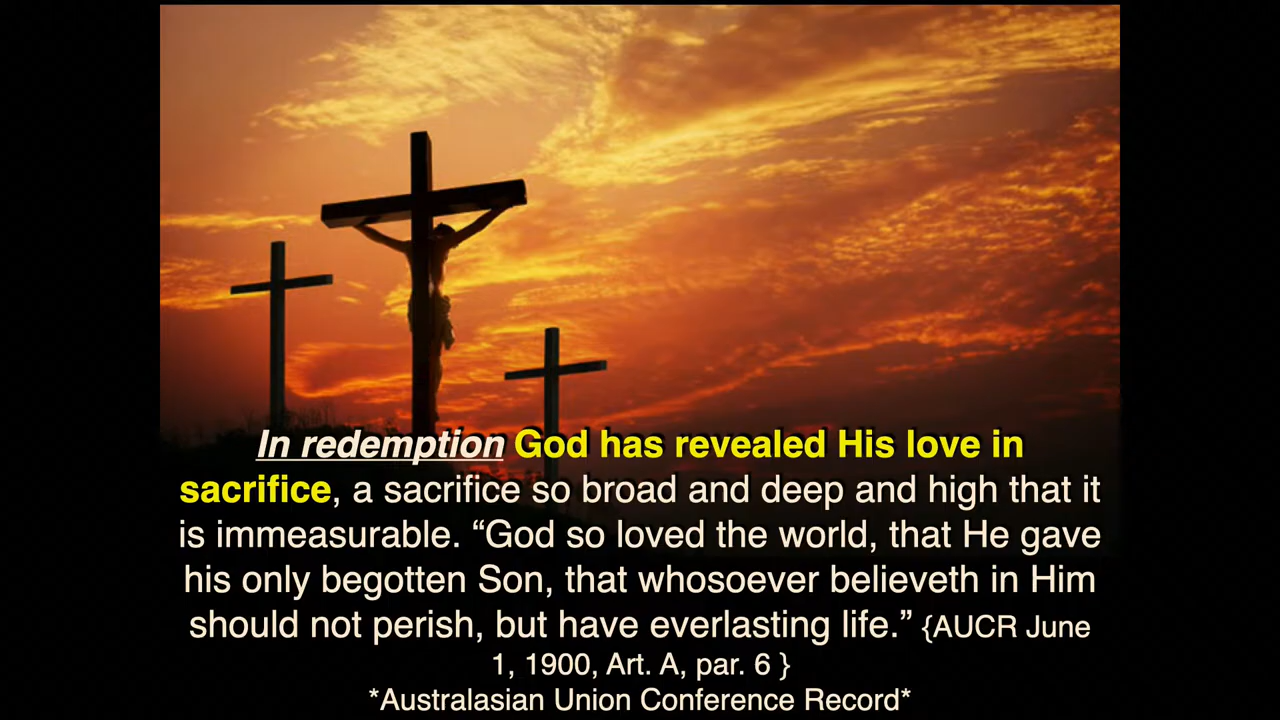 In redemption God has revealed His love in
sacrifice, a sacrifice so broad and deep and high that it
is immeasurable. “God so loved the world, that He gave
his only begotten Son, that whosoever believeth in Him
should not perish, but have everlasting life.” {AUCR June
1, 1900, Art. A, par. 6 }
*Australasian Union Conference Record*